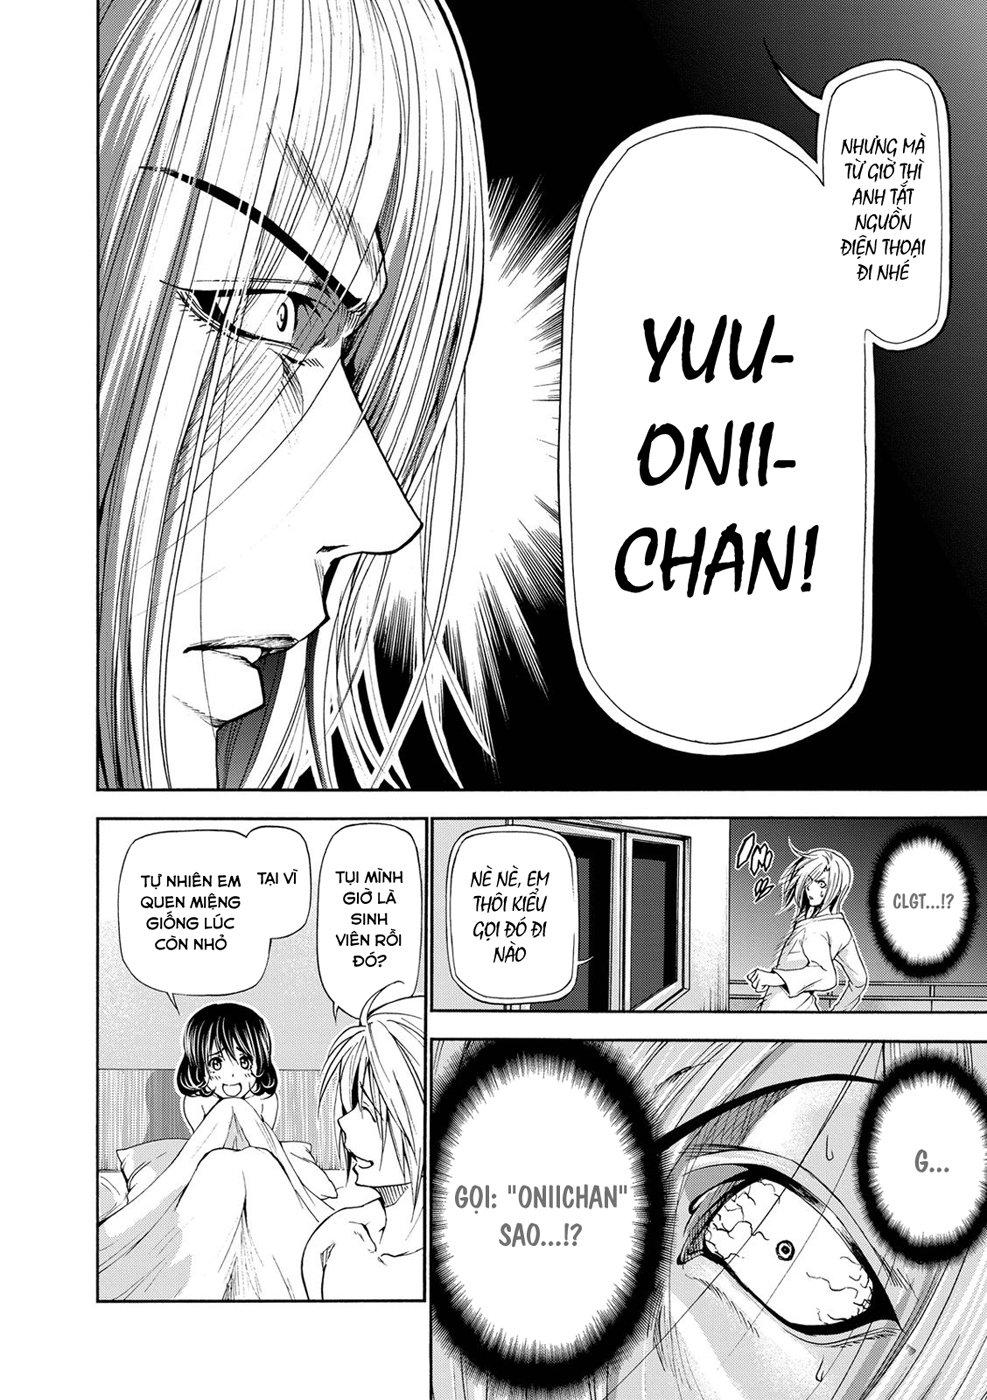 NHƯNG MÀ
TỪ GIỜ THÌ
ANH TẮT
NGUỒN
ĐIỆN THOẠI
ĐI NHÉ
YUU-
ONII-
CHAN!
CLGT...!?
NÈ NÈ, EM
THÔI KIỂU
GỌI ĐÓ ĐI
NÀO
TỤI MÌNH
GIỜ LÀ
SINH
VIÊN RỒI
ĐÓ?
TẠI VÌ
TỰ NHIÊN EM
QUEN MIỆNG
GIỐNG LÚC
CÒN NHỎ
G...
GỌI: "ONIICHAN"
SAO...!?